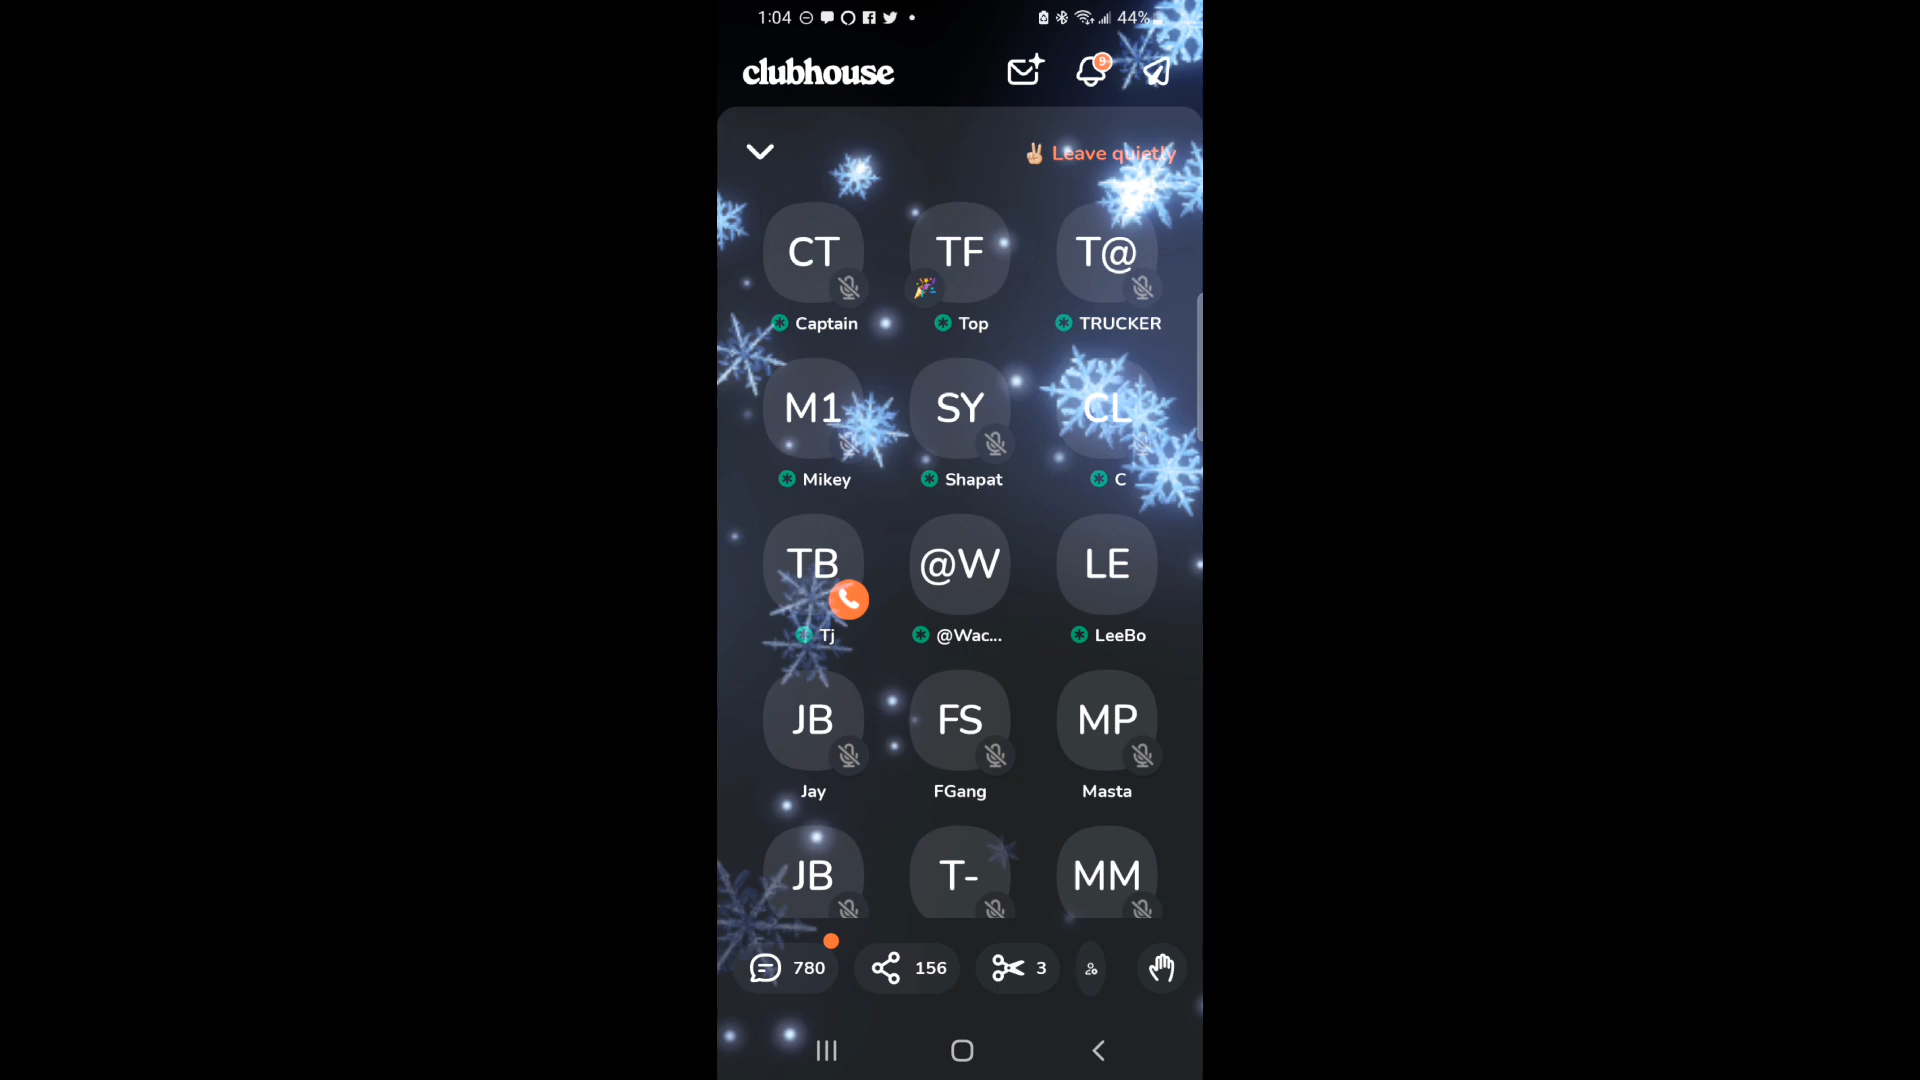 1:04 44%
clubhouse 9
✌🏼 Leave quietly
CT TF T@
Captain Top TRUCKER
M1 SY CL
Mikey Shapat C
TB @W LE
Tj @Wac... LeeBo
JB FS MP
Jay FGang Masta
JB T- MM
780 156 3